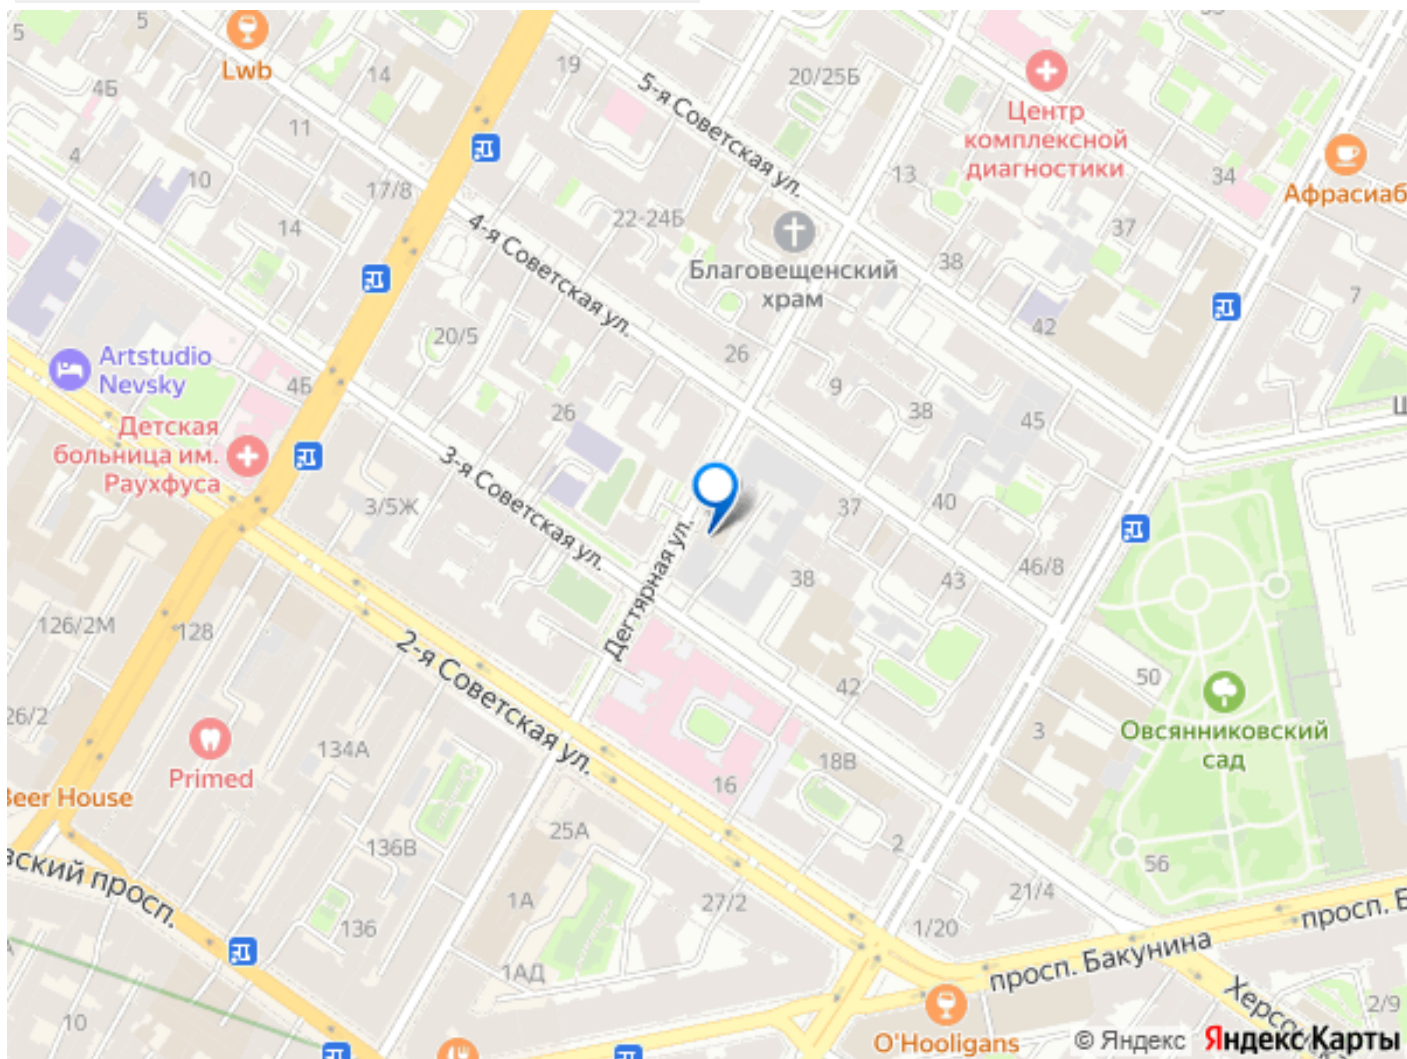 5
5
Lwb
14
19
4Б
11
4
10
17/8
14
5-я Советская ул.
20/25Б
Центр
комплексной
диагностики
13
34
Афрасиаб
22-24Б
4-я Советская ул.
Благовещенский
храм
38
37
7
42
20/5
26
Artstudio
Nevsky
4Б
Детская
больница им.
Раухфуса
26
9
38
45
3-я Советская ул.
3/5Ж
Дегтярная ул.
37
40
38
43
46/8
126/2М
128
2-я Советская ул.
42
50
26/2
Primed
134А
3
Овсянниковский
сад
16
18В
Beer House
25А
136В
2
56
вский просп.
1А
27/2
21/4
136
1/20
просп. Бакунина
просп. Б
1АД
10
O'Hooligans
2/9
© Яндекс Яндекс Карты